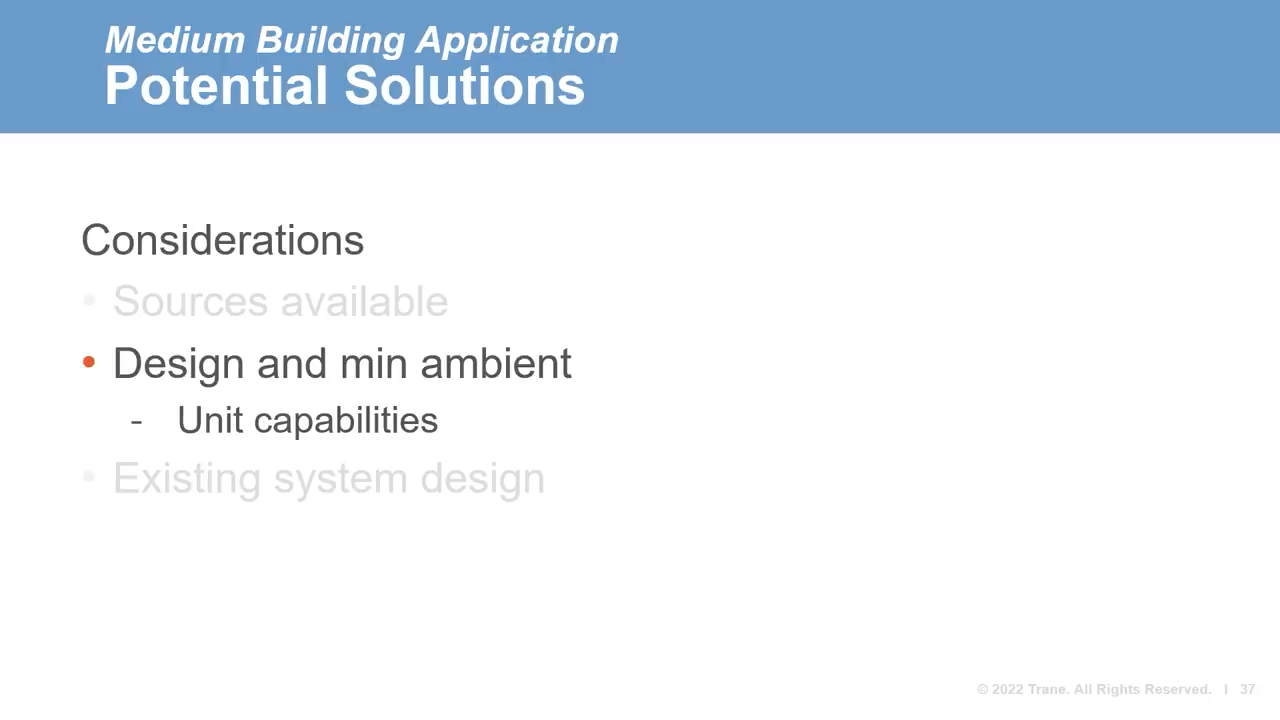 Medium Building Application
Potential Solutions
Considerations
• Sources available
• Design and min ambient
- Unit capabilities
• Existing system design
© 2022 Trane. All Rights Reserved. I 37